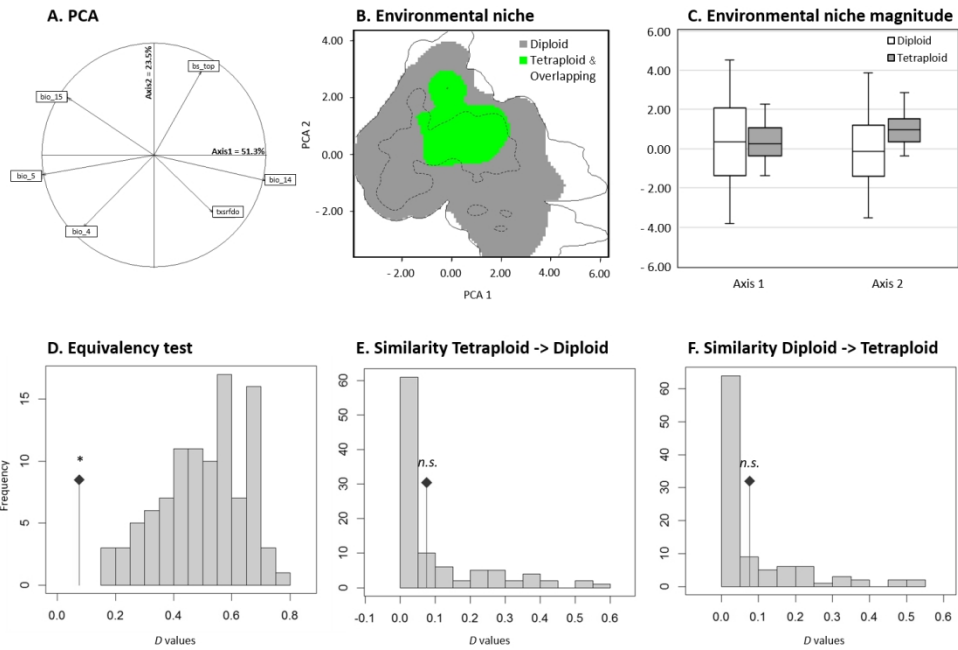 A. PCA
B. Environmental niche
C. Environmental niche magnitude
bs_top
bio_15
Axis2 = 23.5%
Axis1 = 51.3%
bio_5
bio_14
txsrfdo
bio_4
4.00
2.00
0.00
- 2.00
PCA 2
Diploid
Tetraploid & Overlapping
- 2.00
0.00
2.00
4.00
6.00
PCA 1
6.00
4.00
2.00
0.00
- 2.00
- 4.00
- 6.00
Diploid
Tetraploid
Axis 1
Axis 2
D. Equivalency test
E. Similarity Tetraploid -> Diploid
F. Similarity Diploid -> Tetraploid
Frequency
15
10
5
0
*
0.0
0.2
0.4
0.6
0.8
D values
60
50
40
30
20
10
0
n.s.
-0.1
0.0
0.1
0.2
0.3
0.4
0.5
0.6
D values
60
50
40
30
20
10
0
n.s.
0.0
0.1
0.2
0.3
0.4
0.5
0.6
D values